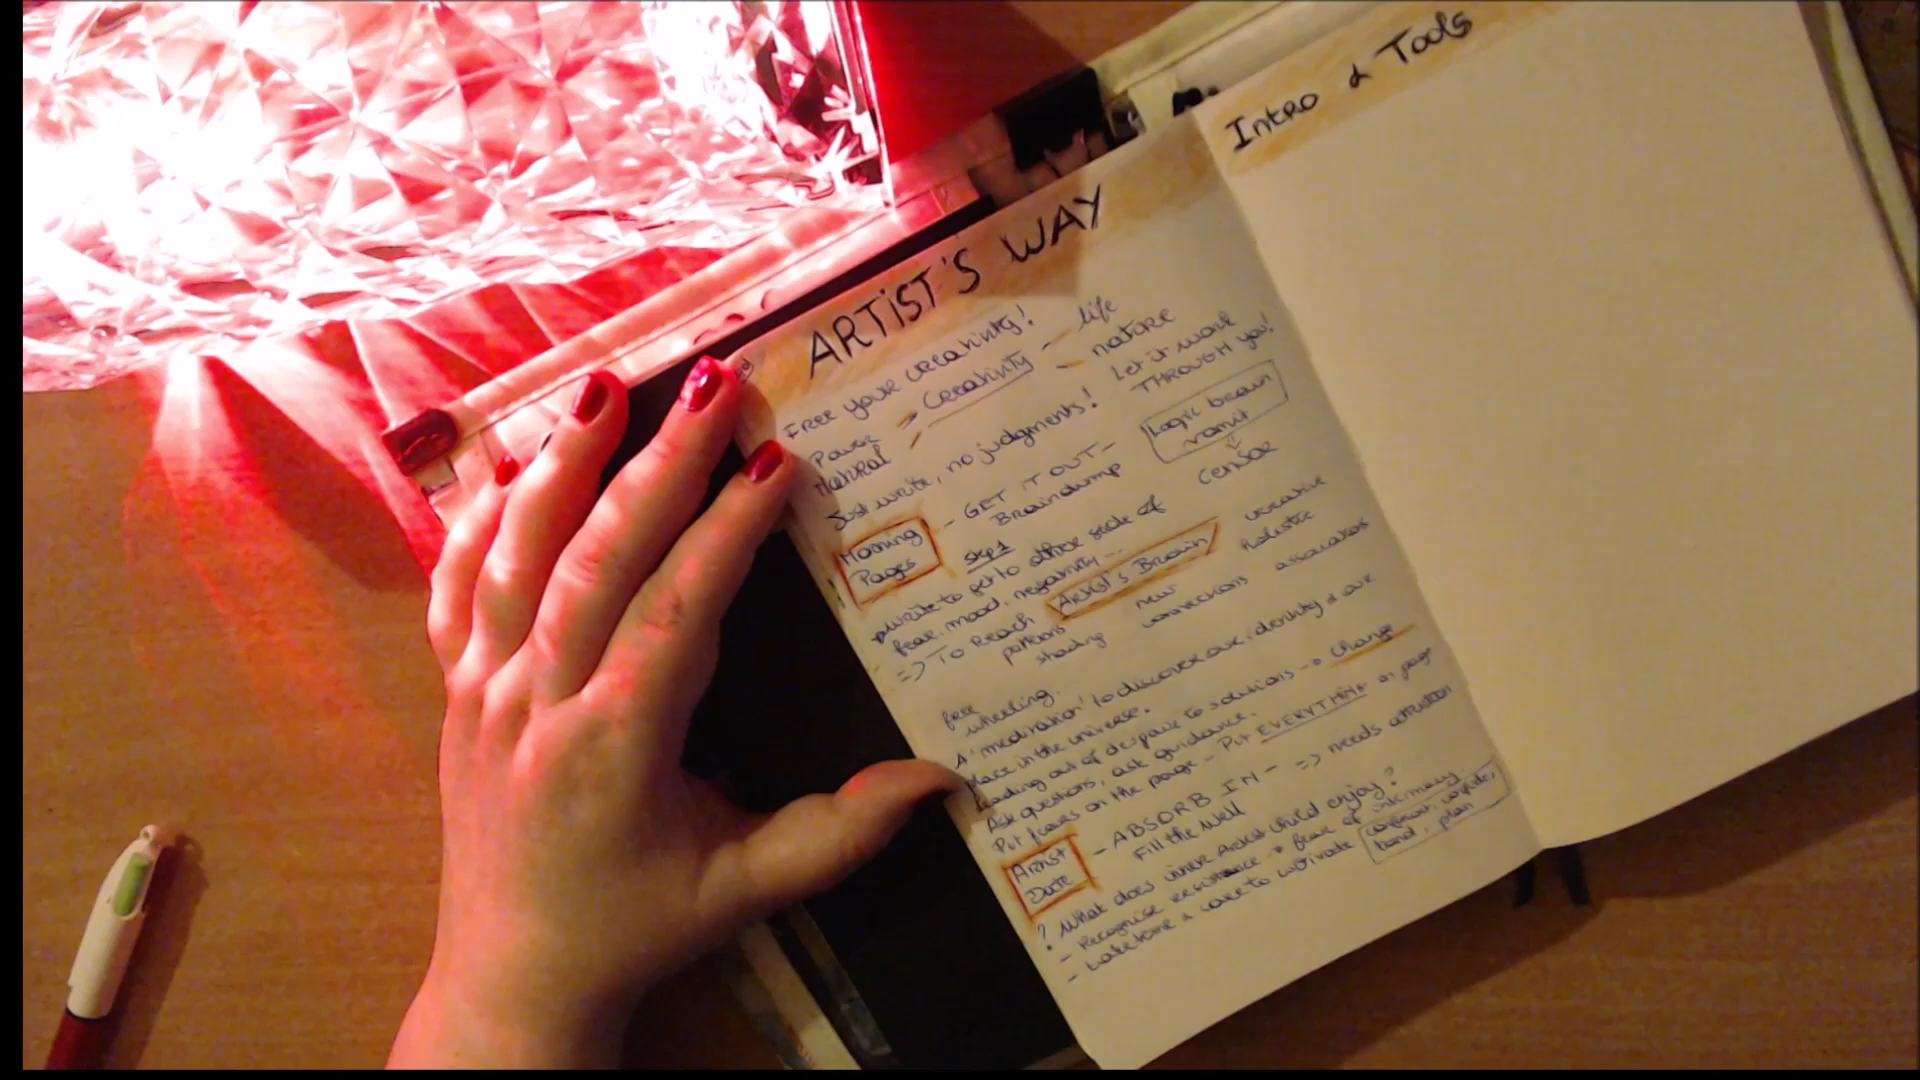 ARTIST'S WAY
Intro & Tools
Free your creativity!
Power => Creativity - life
Natural - nature
Just write, no judgments! Let it work
THROUGH you!
Morning
Pages
- GET IT OUT -
Braindump
Logic brain
vomit
Censor
step 1
write to get to other side of
fear, mood, negativity...
=> To Reach Artist's Brain creative
holistic
patterns new
shading connections associations
free
wheeling.
A 'meditation' to discover our identity & our
place in the universe.
Leading out of despair to solutions -> Change
Ask questions, ask guidance.
Put fears on the page - Put EVERYTHING on page
Artist
Date
- ABSORB IN - => needs attention
Fill the Well
? What does inner Artist child enjoy?
- Recognise resistance -> fear of intimacy
- to